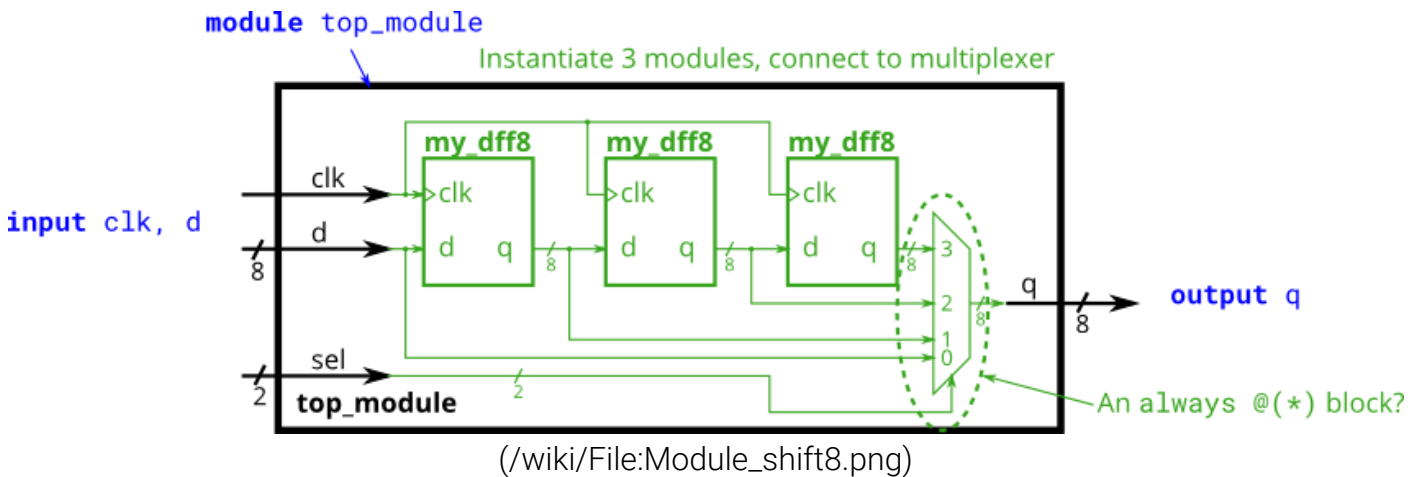 module top_module
Instantiate 3 modules, connect to multiplexer
my_dff8 my_dff8 my_dff8
clk clk clk clk
input clk, d
d d q d q d q 3
8 8 8 8
q output q
2 8 8
1
sel 0
2 2
top_module An always @(*) block?
(/wiki/File:Module_shift8.png)